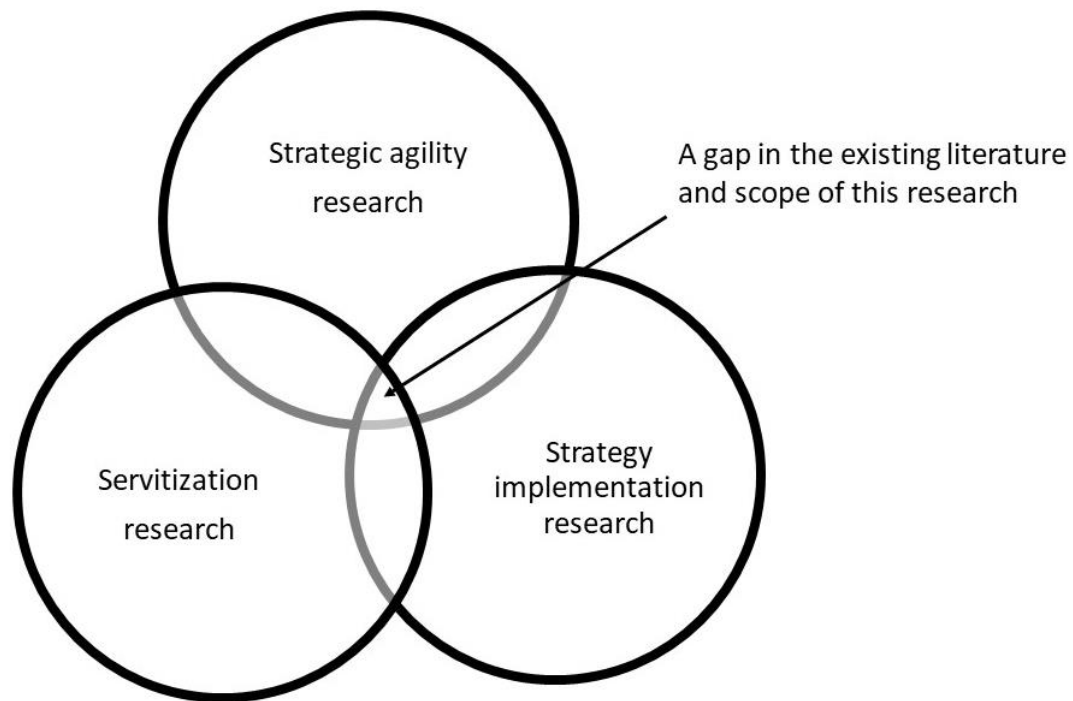 Strategic agility
research
A gap in the existing literature
and scope of this research
Servitization
research
Strategy
implementation
research